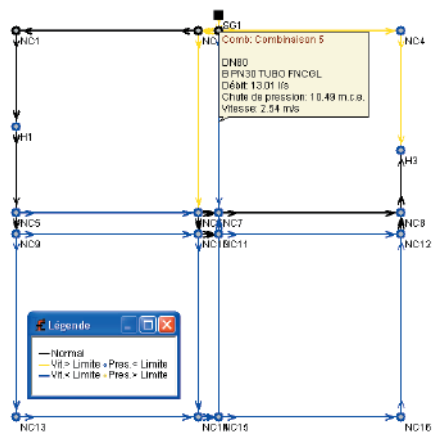 SG1
NC1
NC
NC4
Comb: Combinaison 5
DN80
B PN30 TUBO FNCGL
Débit: 13.01 l/s
Chute de pression: 10.49 m.c.a.
Vitesse: 2.54 m/s
H1
H3
NC5
NC7
NC8
NC9
NC11
NC12
Légende
Normal
Vit.> Limite Pres.< Limite
Vit.< Limite Pres.> Limite
NC13
NC15
NC16